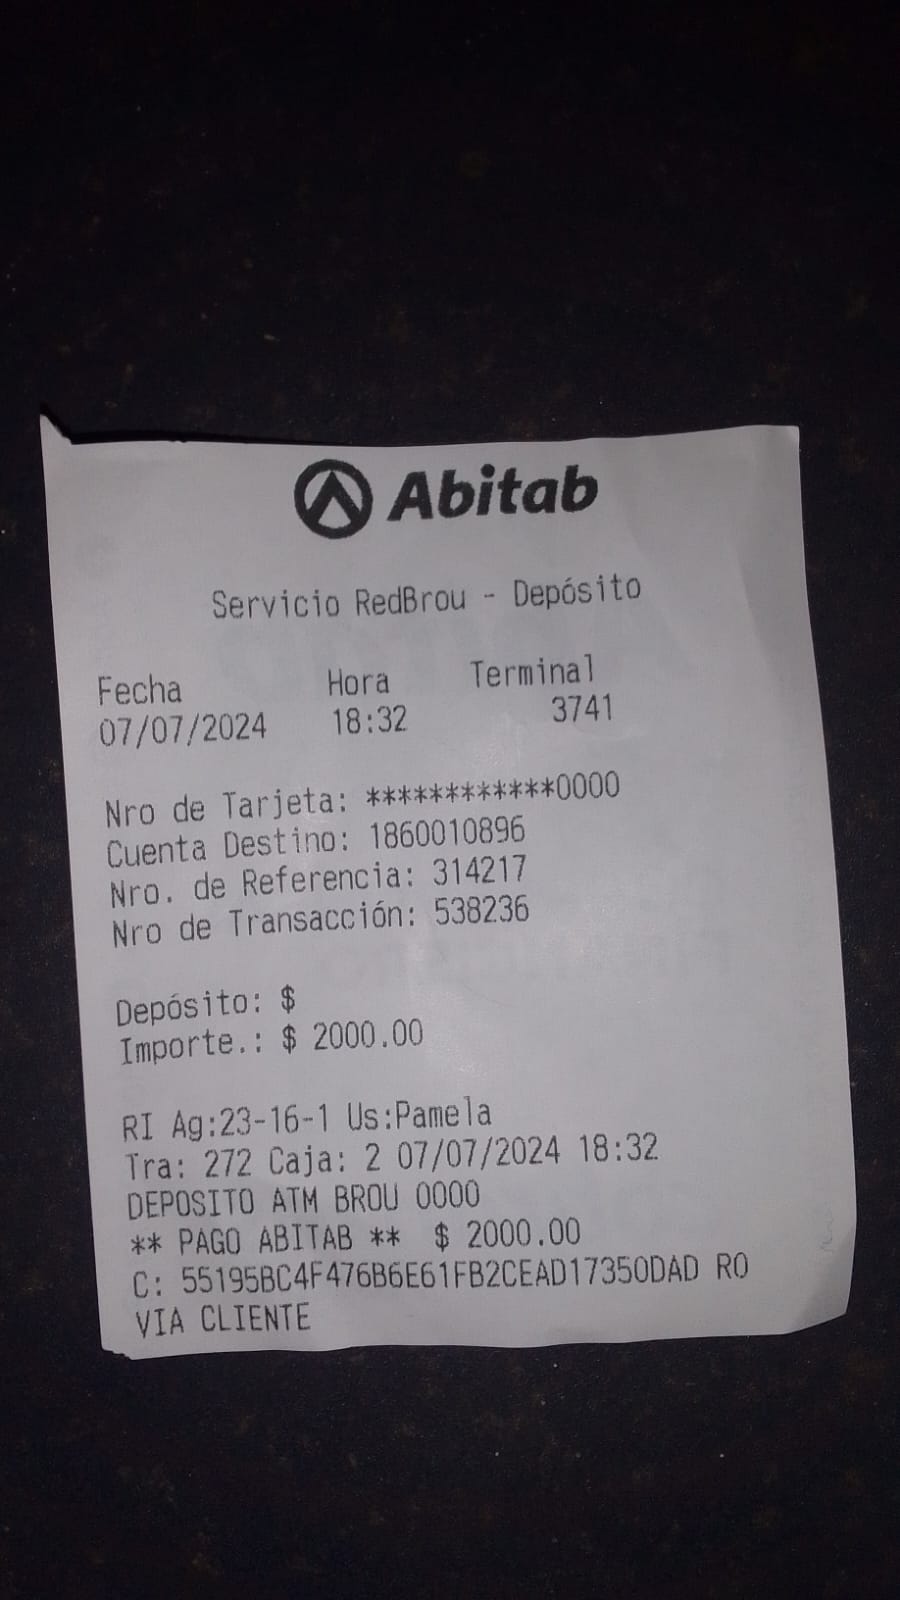 Abitab
Servicio RedBrou - Depósito
Fecha Hora Terminal
07/07/2024 18:32 3741
Nro de Tarjeta: ************0000
Cuenta Destino: 1860010896
Nro. de Referencia: 314217
Nro de Transacción: 538236
Depósito: $
Importe.: $ 2000.00
RI Ag:23-16-1 Us:Pamela
Tra: 272 Caja: 2 07/07/2024 18:32
DEPOSITO ATM BROU 0000
** PAGO ABITAB ** $ 2000.00
C: 55195BC4F476B6E61FB2CEAD17350DAD RO
VIA CLIENTE